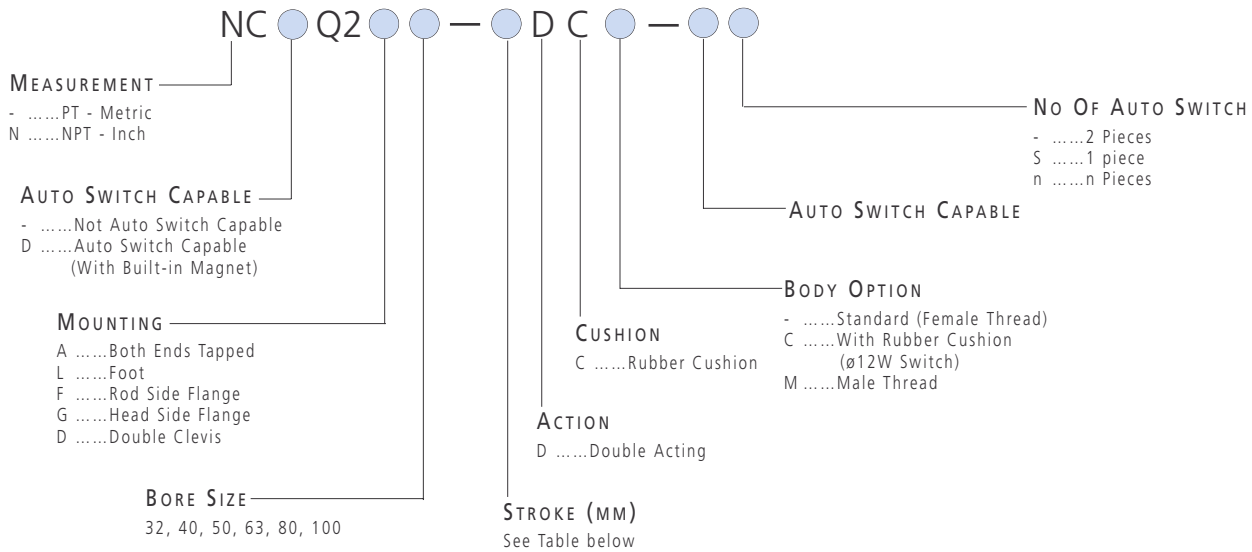 NC Q2 — D C —
MEASUREMENT
- ......PT - Metric
N ......NPT - Inch
AUTO SWITCH CAPABLE
- ......Not Auto Switch Capable
D ......Auto Switch Capable
(With Built-in Magnet)
MOUNTING
A ......Both Ends Tapped
L ......Foot
F ......Rod Side Flange
G ......Head Side Flange
D ......Double Clevis
BORE SIZE
32, 40, 50, 63, 80, 100
STROKE (MM)
See Table below
ACTION
D ......Double Acting
CUSHION
C ......Rubber Cushion
BODY OPTION
- ......Standard (Female Thread)
C ......With Rubber Cushion
(ø12W Switch)
M ......Male Thread
AUTO SWITCH CAPABLE
NO OF AUTO SWITCH
- ......2 Pieces
S ......1 piece
n ......n Pieces